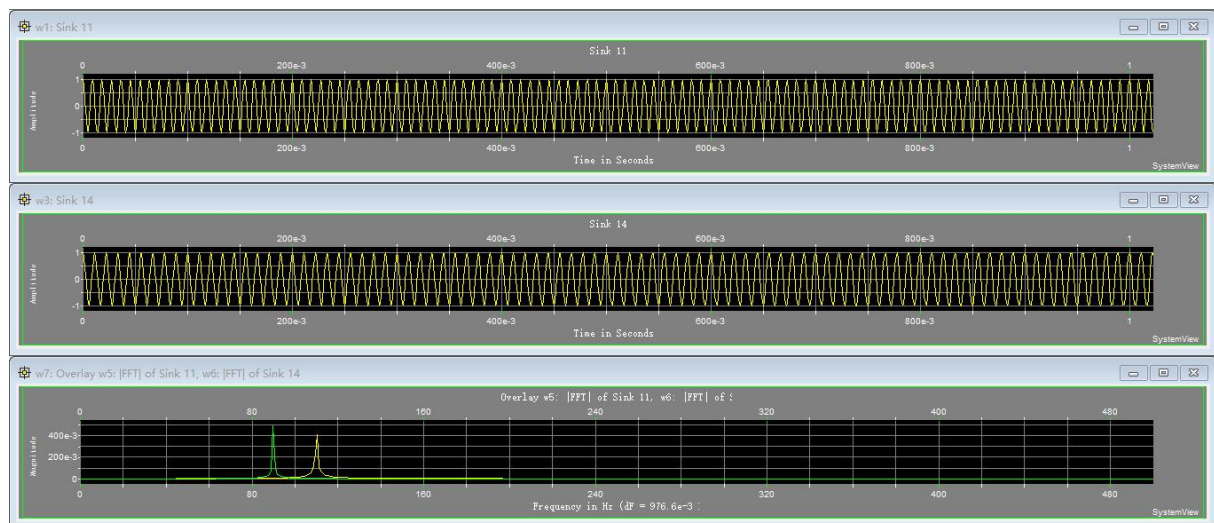 w1: Sink 11
Sink 11
0 200e-3 400e-3 600e-3 800e-3 1
1
0
-1
Amplitude
0 200e-3 400e-3 600e-3 800e-3 1
Time in Seconds
SystemView
w3: Sink 14
Sink 14
0 200e-3 400e-3 600e-3 800e-3 1
1
0
-1
Amplitude
0 200e-3 400e-3 600e-3 800e-3 1
Time in Seconds
SystemView
w7: Overlay w5: |FFT| of Sink 11, w6: |FFT| of Sink 14
Overlay w5: |FFT| of Sink 11, w6: |FFT| of
0 80 160 240 320 400 480
400e-3
200e-3
0
Magnitude
0 80 160 240 320 400 480
Frequency in Hz (dF = 976.6e-3
SystemView